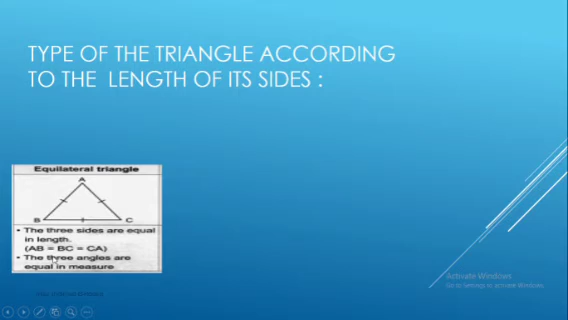 TYPE OF THE TRIANGLE ACCORDING
TO THE LENGTH OF ITS SIDES :
Equilateral triangle
A
B C
• The three sides are equal
in length.
(AB = BC = CA)
• The three angles are
equal in measure
Activate Windows
Go to Settings to activate Windows.